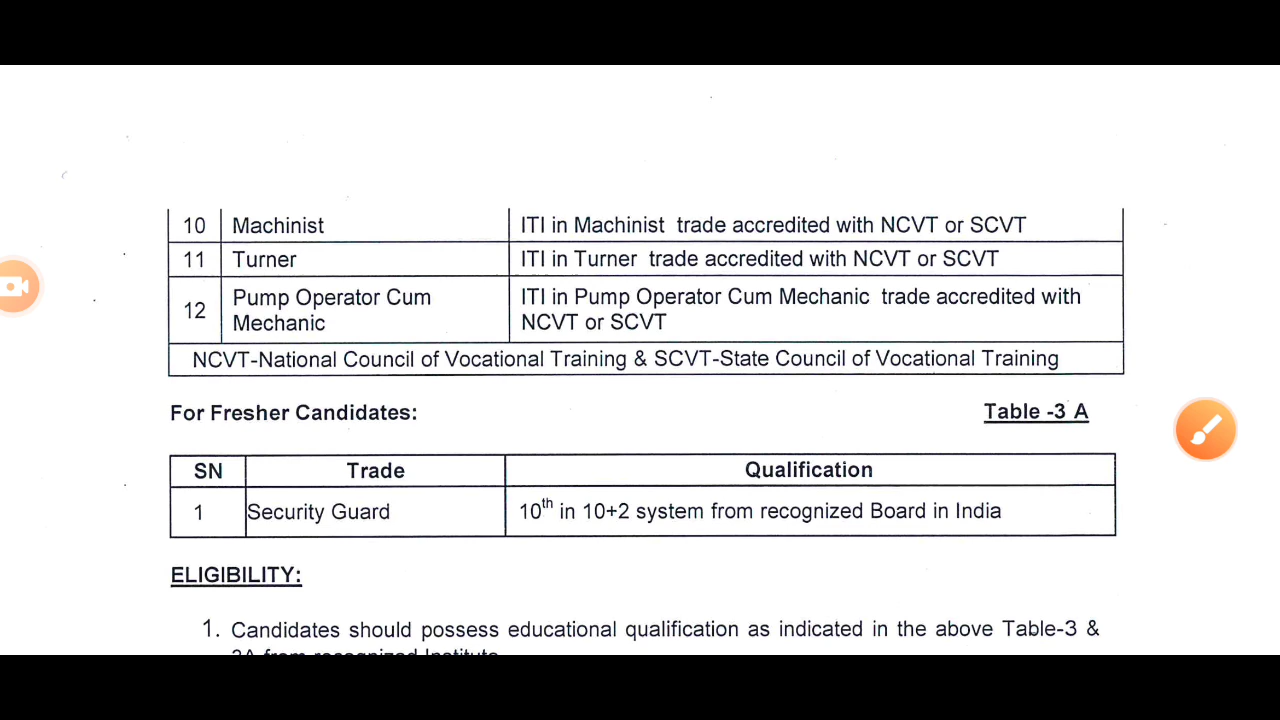 10 Machinist ITI in Machinist trade accredited with NCVT or SCVT
11 Turner ITI in Turner trade accredited with NCVT or SCVT
12 Pump Operator Cum Mechanic ITI in Pump Operator Cum Mechanic trade accredited with NCVT or SCVT
NCVT-National Council of Vocational Training & SCVT-State Council of Vocational Training
For Fresher Candidates: Table -3 A
SN Trade Qualification
1 Security Guard 10th in 10+2 system from recognized Board in India
ELIGIBILITY:
1. Candidates should possess educational qualification as indicated in the above Table-3 &
3A from recognized Institute